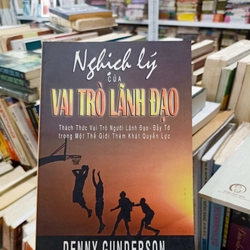 Nghịch lý
CỦA
VAI TRÒ LÃNH ĐẠO
Thách Thức Vai Trò Người Lãnh Đạo - Đầy Tớ
trong Một Thế Giới Thèm Khát Quyền Lực
DENNY GUNDERSON